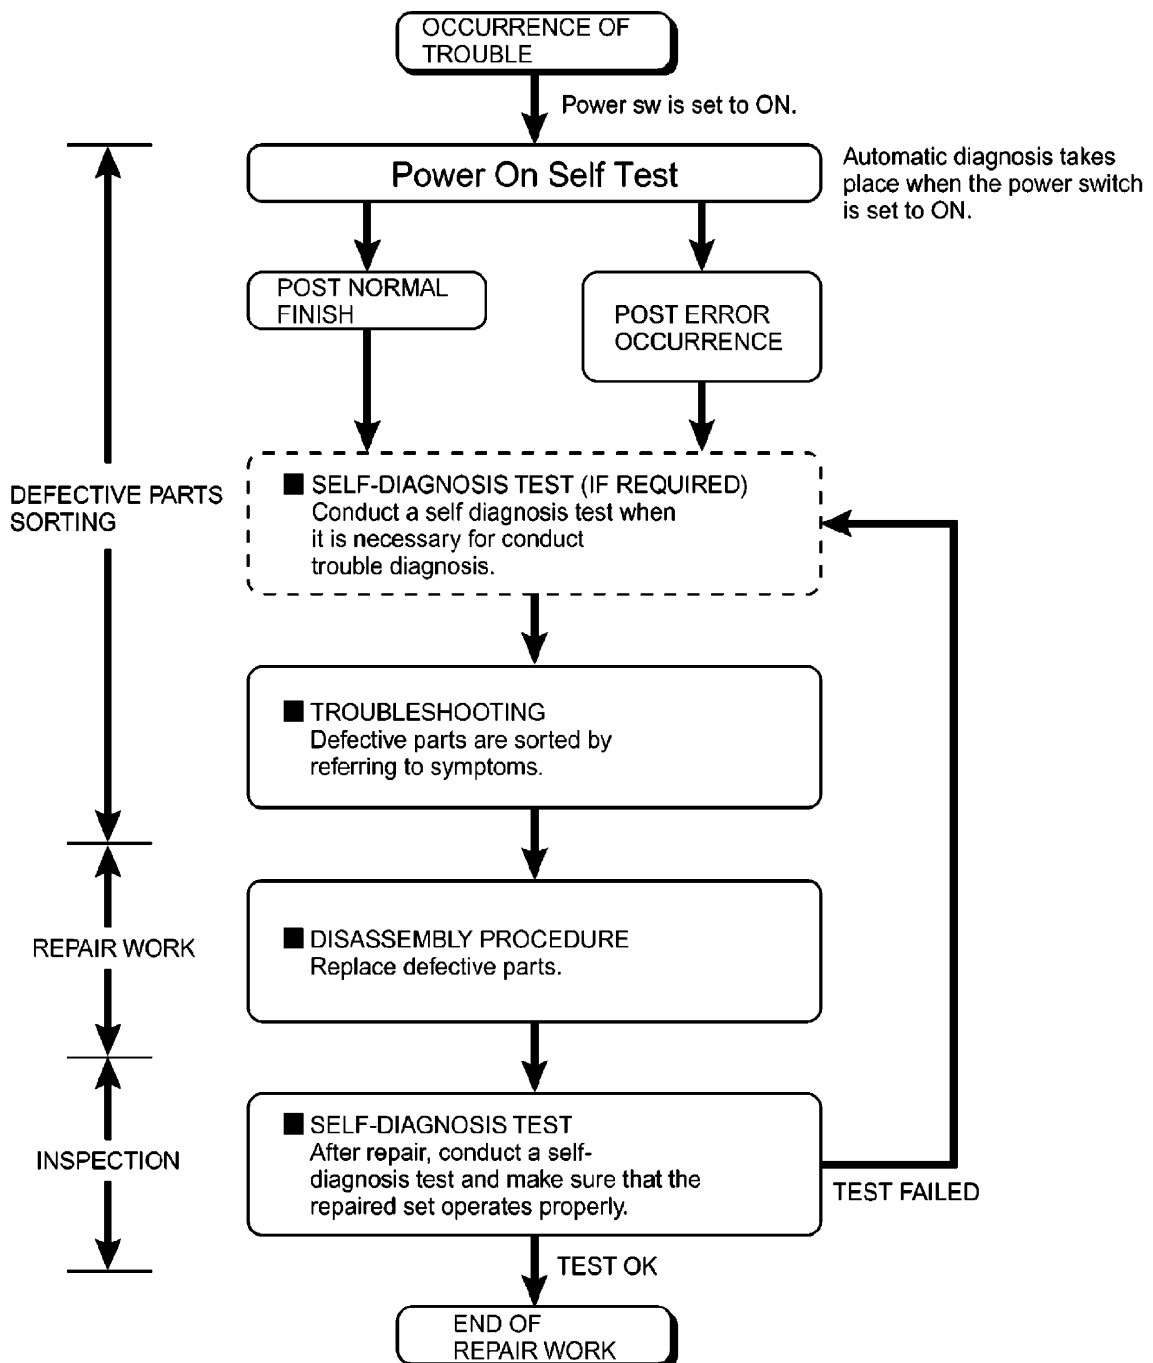 OCCURRENCE OF
TROUBLE
Power sw is set to ON.
Power On Self Test
Automatic diagnosis takes
place when the power switch
is set to ON.
POST NORMAL
FINISH
POST ERROR
OCCURRENCE
DEFECTIVE PARTS
SORTING
■ SELF-DIAGNOSIS TEST (IF REQUIRED)
Conduct a self diagnosis test when
it is necessary for conduct
trouble diagnosis.
■ TROUBLESHOOTING
Defective parts are sorted by
referring to symptoms.
REPAIR WORK
■ DISASSEMBLY PROCEDURE
Replace defective parts.
INSPECTION
■ SELF-DIAGNOSIS TEST
After repair, conduct a self-
diagnosis test and make sure that the
repaired set operates properly.
TEST FAILED
TEST OK
END OF
REPAIR WORK